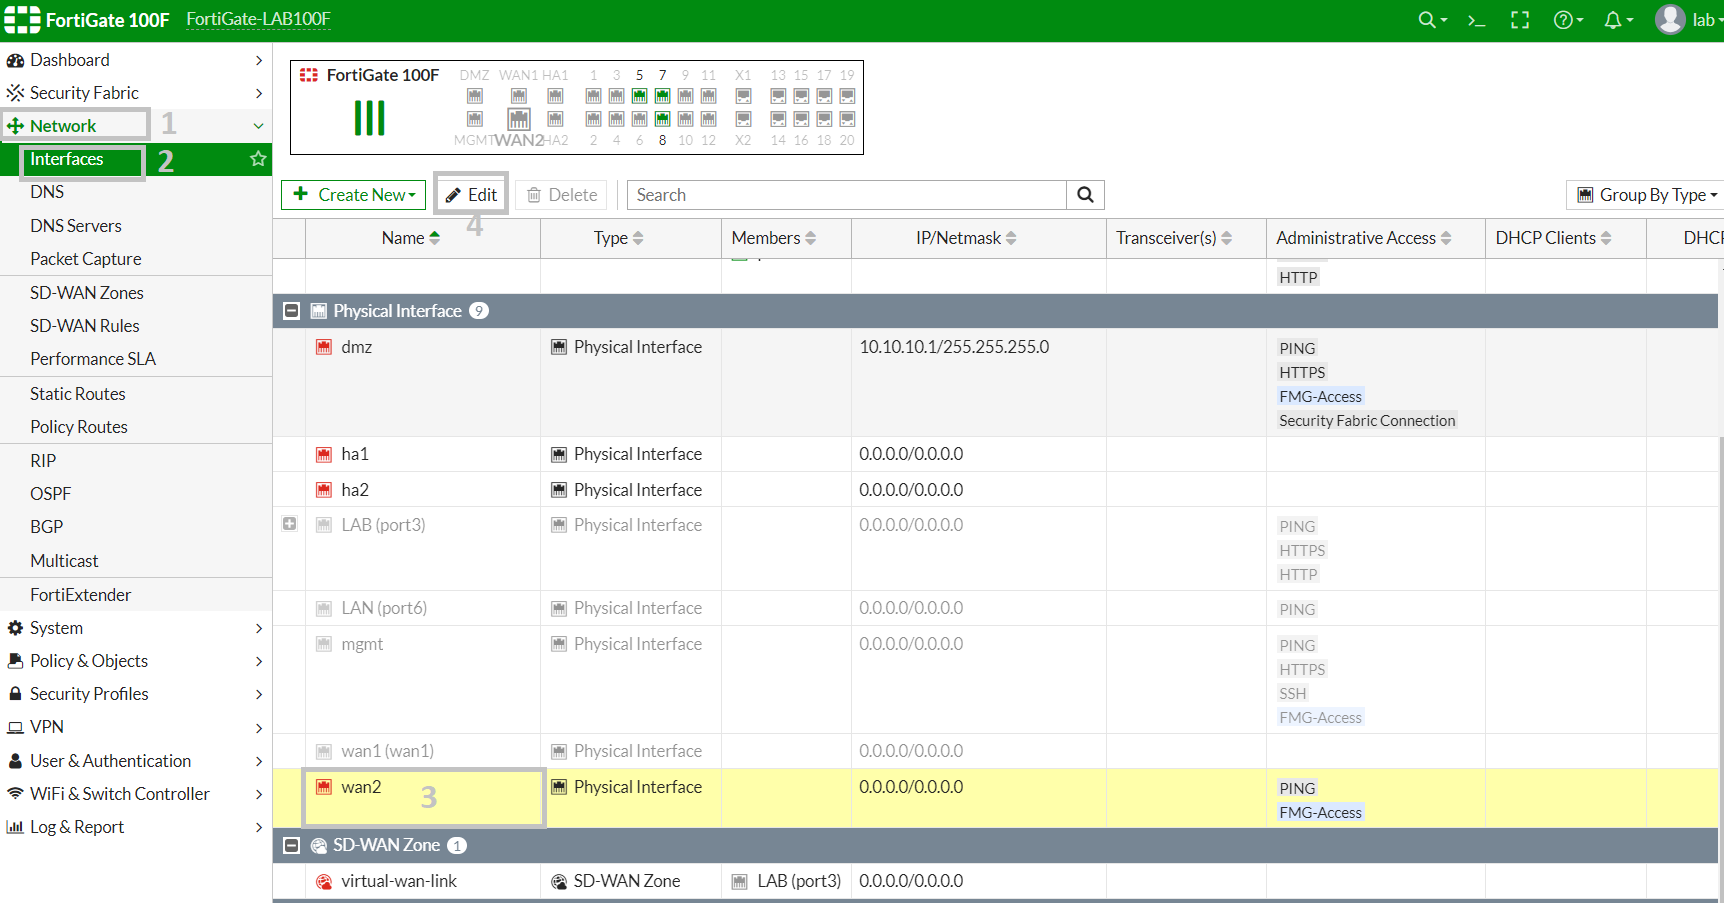 FortiGate 100F FortiGate-LAB100F lab
Dashboard
Security Fabric
Network 1
Interfaces 2
DNS
DNS Servers
Packet Capture
SD-WAN Zones
SD-WAN Rules
Performance SLA
Static Routes
Policy Routes
RIP
OSPF
BGP
Multicast
FortiExtender
System
Policy & Objects
Security Profiles
VPN
User & Authentication
WiFi & Switch Controller
Log & Report
FortiGate 100F DMZ WAN1 HA1 1 3 5 7 9 11 X1 13 15 17 19
MGMT WAN2 HA2 2 4 6 8 10 12 X2 14 16 18 20
Create New Edit Delete Search Group By Type
4
Name Type Members IP/Netmask Transceiver(s) Administrative Access DHCP Clients DHCP
HTTP
Physical Interface 9
dmz Physical Interface 10.10.10.1/255.255.255.0 PING
HTTPS
FMG-Access
Security Fabric Connection
ha1 Physical Interface 0.0.0.0/0.0.0.0
ha2 Physical Interface 0.0.0.0/0.0.0.0
LAB (port3) Physical Interface 0.0.0.0/0.0.0.0 PING
HTTPS
HTTP
LAN (port6) Physical Interface 0.0.0.0/0.0.0.0 PING
mgmt Physical Interface 0.0.0.0/0.0.0.0 PING
HTTPS
SSH
FMG-Access
wan1 (wan1) Physical Interface 0.0.0.0/0.0.0.0
wan2 3 Physical Interface 0.0.0.0/0.0.0.0 PING
FMG-Access
SD-WAN Zone 1
virtual-wan-link SD-WAN Zone LAB (port3) 0.0.0.0/0.0.0.0